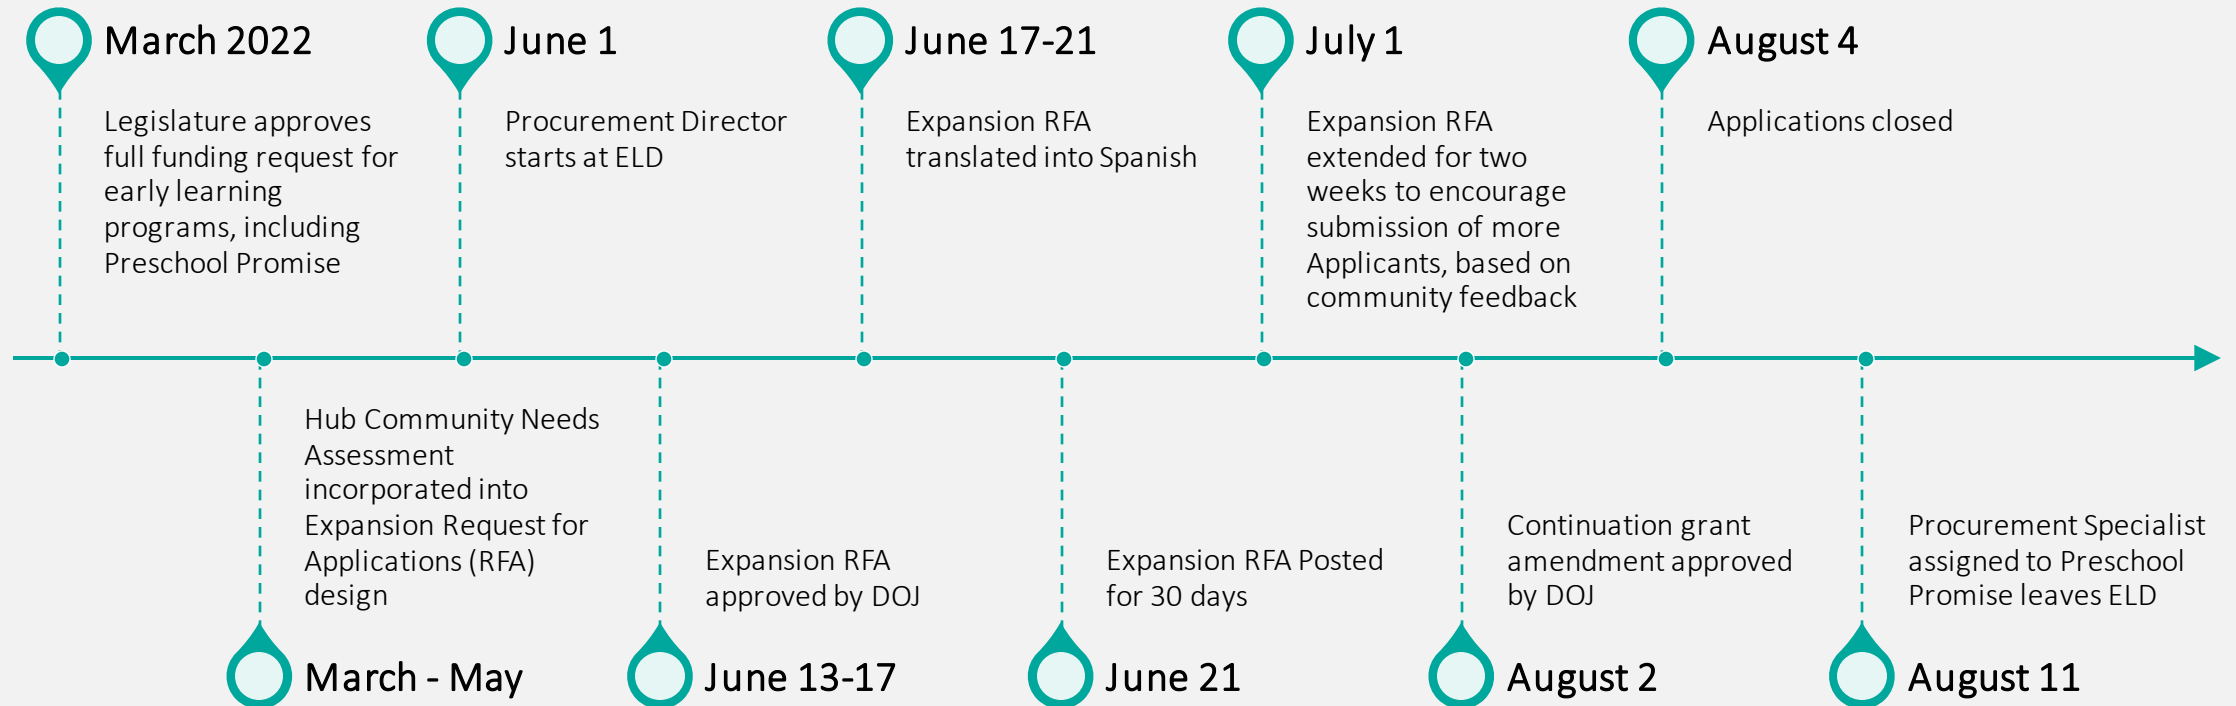 March 2022
Legislature approves
full funding request for
early learning
programs, including
Preschool Promise
June 1
Procurement Director
starts at ELD
June 17-21
Expansion RFA
translated into Spanish
July 1
Expansion RFA
extended for two
weeks to encourage
submission of more
Applicants, based on
community feedback
August 4
Applications closed
Hub Community Needs
Assessment
incorporated into
Expansion Request for
Applications (RFA)
design
March - May
Expansion RFA
approved by DOJ
June 13-17
Expansion RFA Posted
for 30 days
June 21
Continuation grant
amendment approved
by DOJ
August 2
Procurement Specialist
assigned to Preschool
Promise leaves ELD
August 11